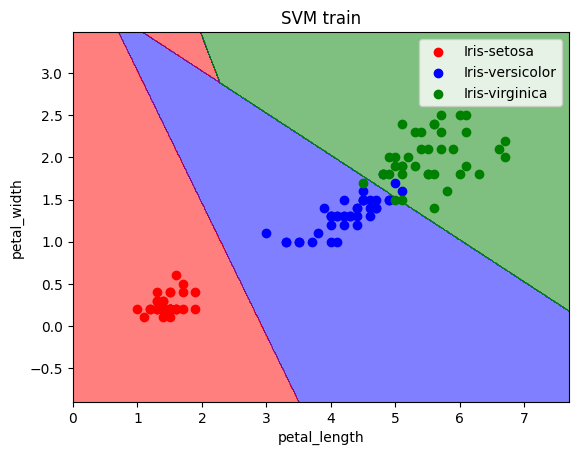 SVM train
Iris-setosa
Iris-versicolor
Iris-virginica
petal_width
3.0
2.5
2.0
1.5
1.0
0.5
0.0
−0.5
0 1 2 3 4 5 6 7
petal_length